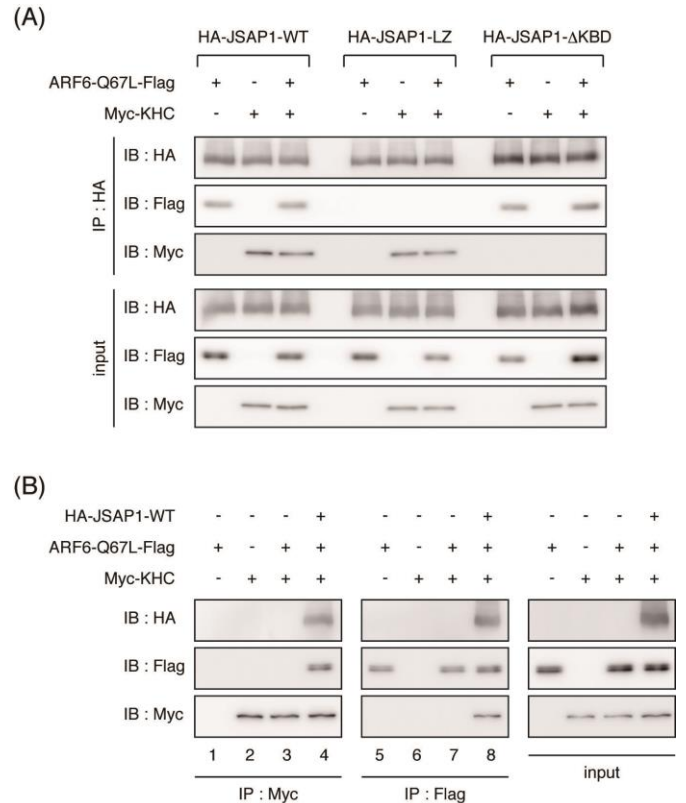 (A)
HA-JSAP1-WT HA-JSAP1-LZ HA-JSAP1-ΔKBD
ARF6-Q67L-Flag + - + + - + + - +
Myc-KHC - + + - + + - + +
IP : HA
IB : HA
IB : Flag
IB : Myc
input
IB : HA
IB : Flag
IB : Myc
(B)
HA-JSAP1-WT - - - + - - - + - - - +
ARF6-Q67L-Flag + - + + + - + + + - + +
Myc-KHC - + + + - + + + - + + +
IB : HA
IB : Flag
IB : Myc
1 2 3 4 5 6 7 8
IP : Myc IP : Flag input